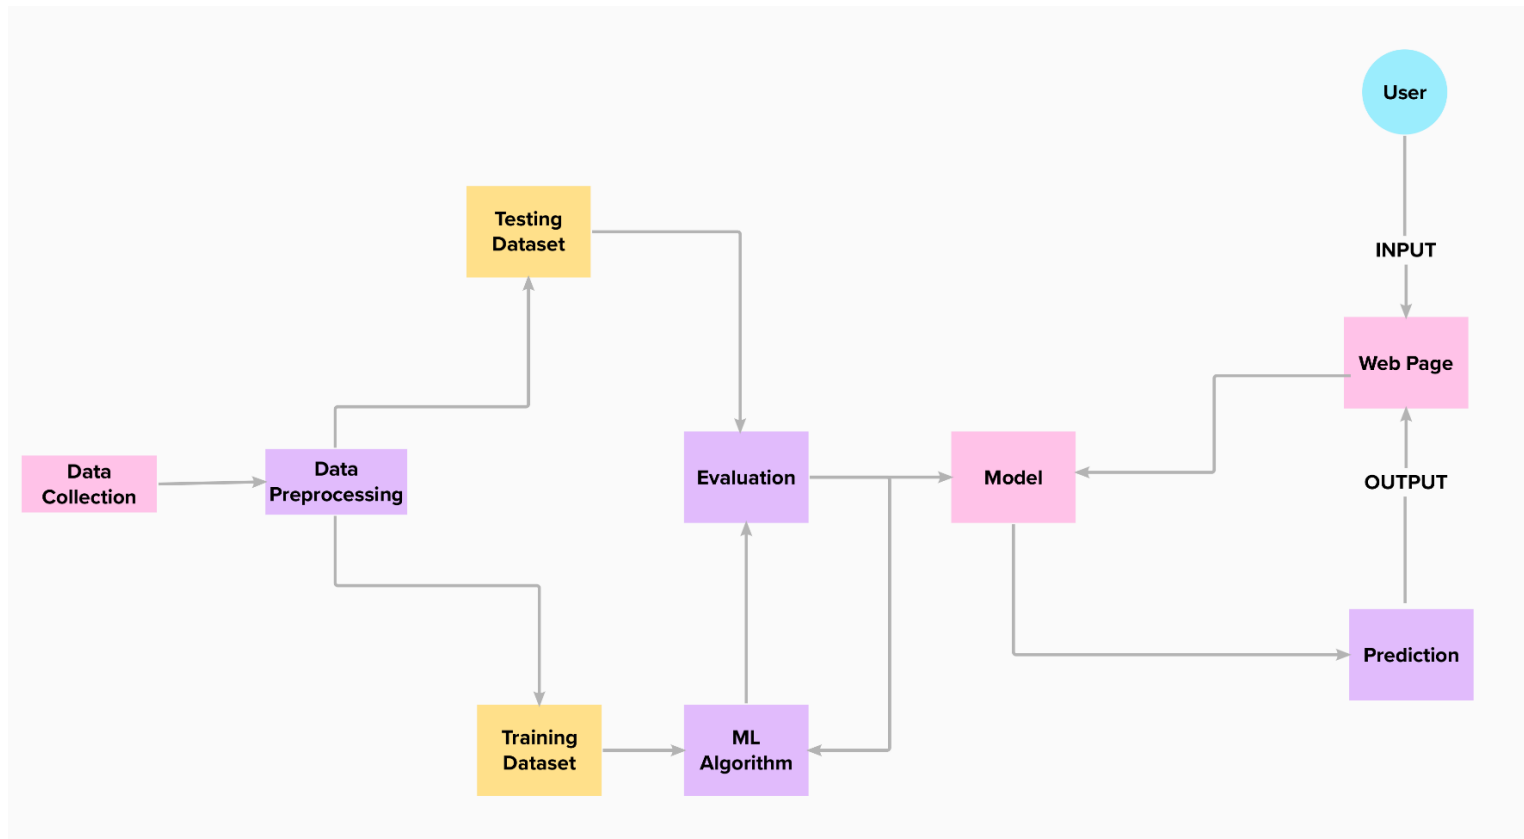 User
Testing
Dataset
INPUT
Web Page
Data
Collection
Data
Preprocessing
Evaluation
Model
OUTPUT
Prediction
Training
Dataset
ML
Algorithm